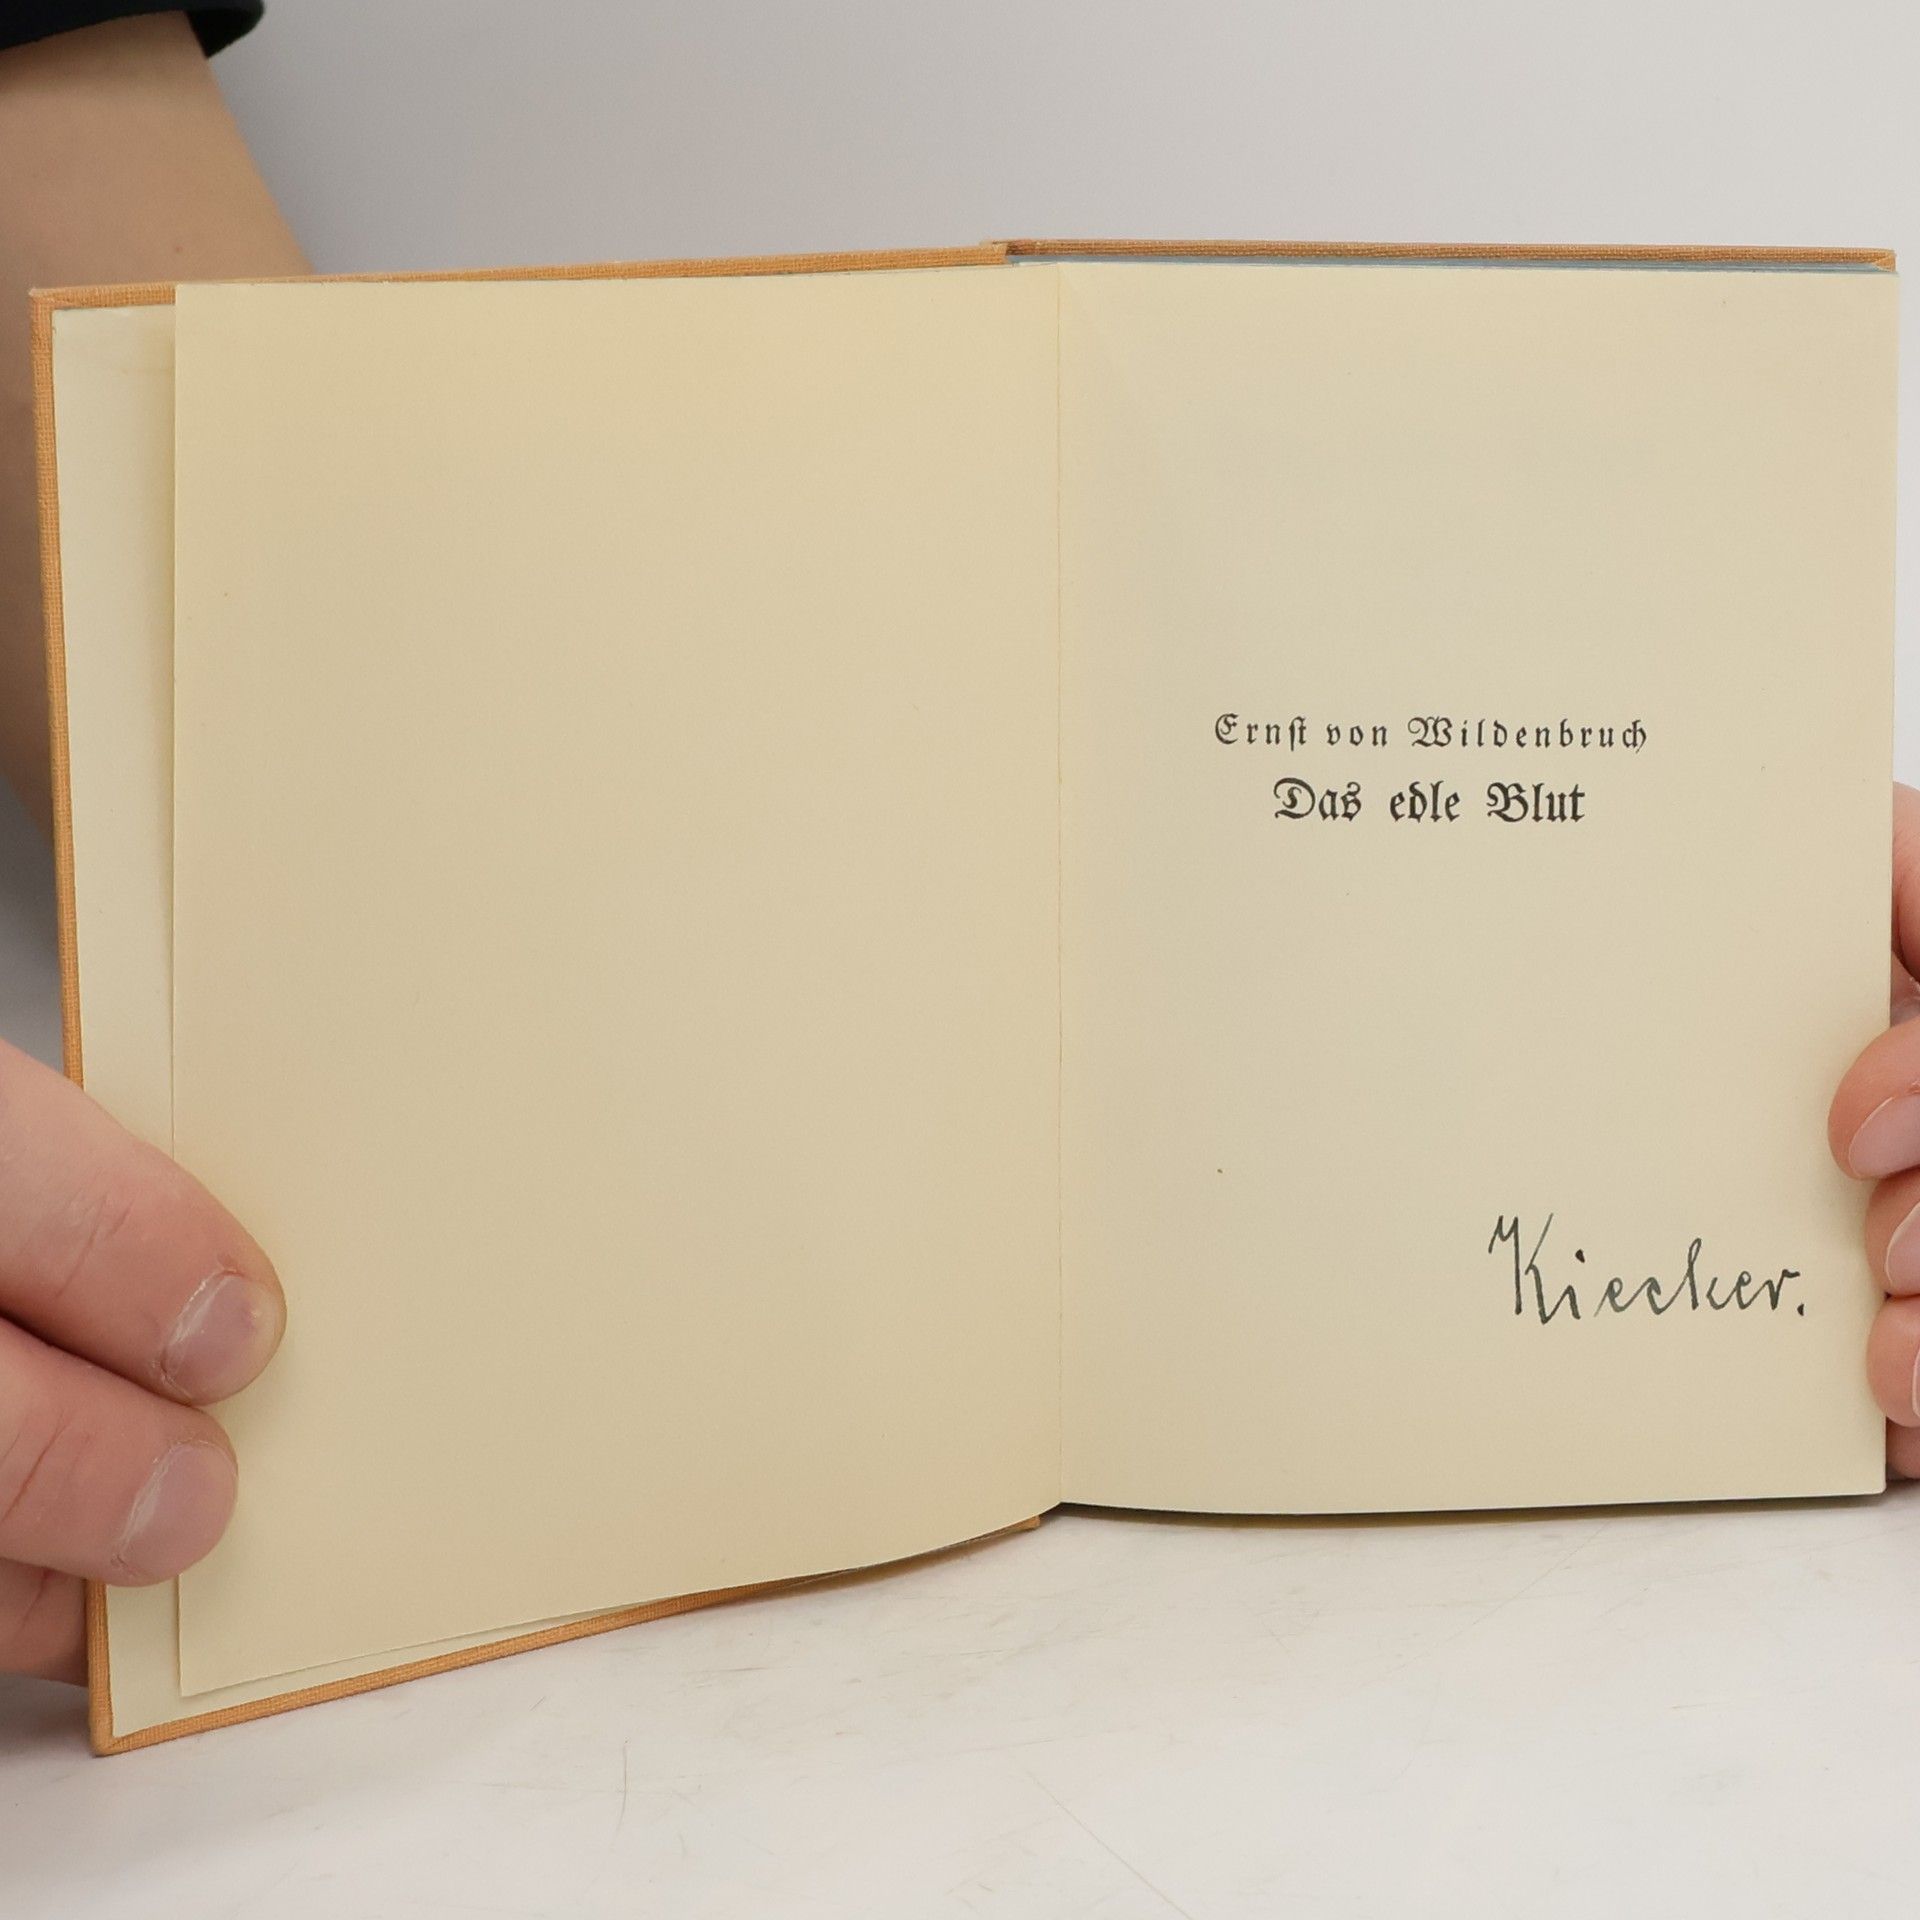 Ernst von Wildenbruch
Das edle Blut
Kiecker.